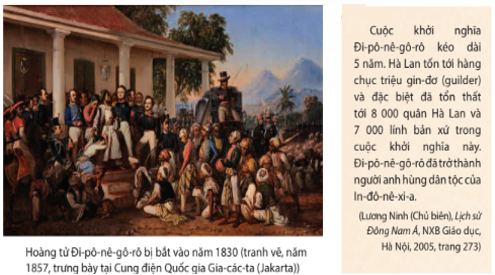 Hoàng tử Đi-pô-nê-gô-rô bị bắt vào năm 1830 (tranh vẽ, năm
1857, trưng bày tại Cung điện Quốc gia Gia-các-ta (Jakarta))
Cuộc khởi nghĩa
Đi-pô-nê-gô-rô kéo dài
5 năm. Hà Lan tốn tới hàng
chục triệu gin-đơ (guilder)
và đặc biệt đã tổn thất
tới 8 000 quân Hà Lan và
7 000 lính bản xứ trong
cuộc khởi nghĩa này.
Đi-pô-nê-gô-rô đã trở thành
người anh hùng dân tộc của
In-đô-nê-xi-a.
(Lương Ninh (Chủ biên), Lịch sử
Đông Nam Á, NXB Giáo dục,
Hà Nội, 2005, trang 273)